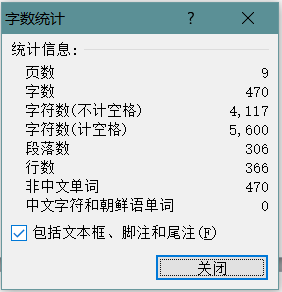 字数统计 ? ×
统计信息:
页数 9
字数 470
字符数(不计空格) 4,117
字符数(计空格) 5,600
段落数 306
行数 366
非中文单词 470
中文字符和朝鲜语单词 0
包括文本框、脚注和尾注(F)
关闭